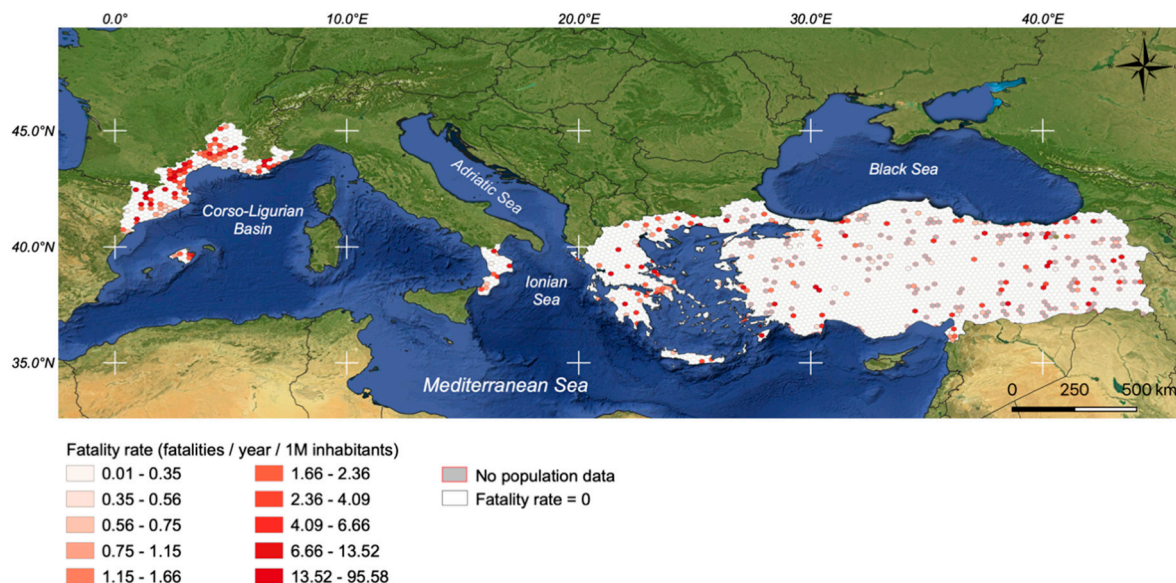 0.0° 10.0°E 20.0°E 30.0°E 40.0°E
N
45.0°N
Black Sea
Adriatic Sea
Corso-Ligurian
Basin
40.0°N
Ionian
Sea
35.0°N
Mediterranean Sea
0 250 500 km
Fatality rate (fatalities / year / 1M inhabitants)
0.01 - 0.35 1.66 - 2.36 No population data
0.35 - 0.56 2.36 - 4.09 Fatality rate = 0
0.56 - 0.75 4.09 - 6.66
0.75 - 1.15 6.66 - 13.52
1.15 - 1.66 13.52 - 95.58